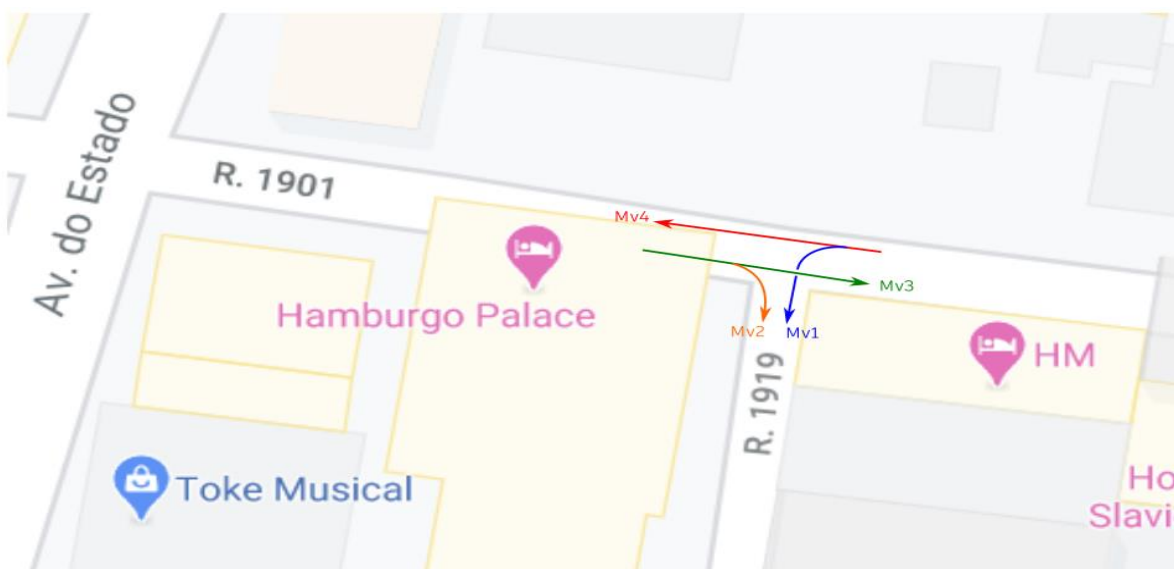 Av. do Estado
R. 1901
Mv4
Mv3
Hamburgo Palace
Mv2
Mv1
HM
R. 1919
Toke Musical
Ho
Slavi